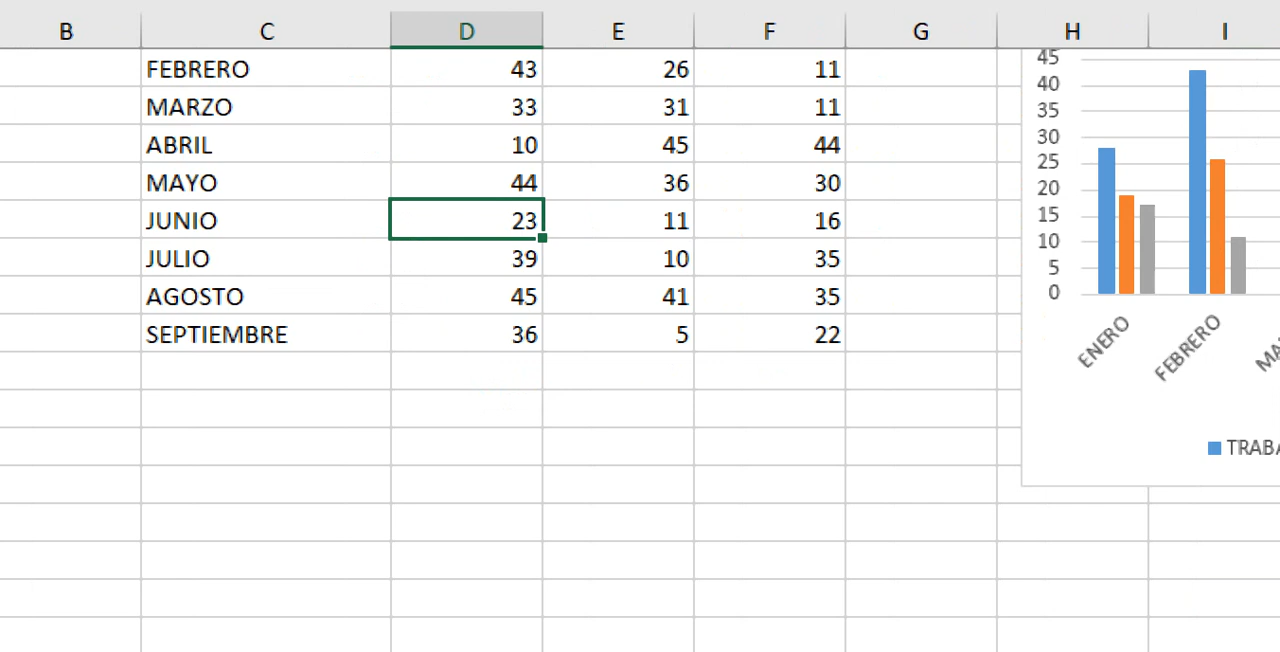 B C D E F G H I
FEBRERO 43 26 11
MARZO 33 31 11
ABRIL 10 45 44
MAYO 44 36 30
JUNIO 23 11 16
JULIO 39 10 35
AGOSTO 45 41 35
SEPTIEMBRE 36 5 22
45
40
35
30
25
20
15
10
5
0
ENERO
FEBRERO